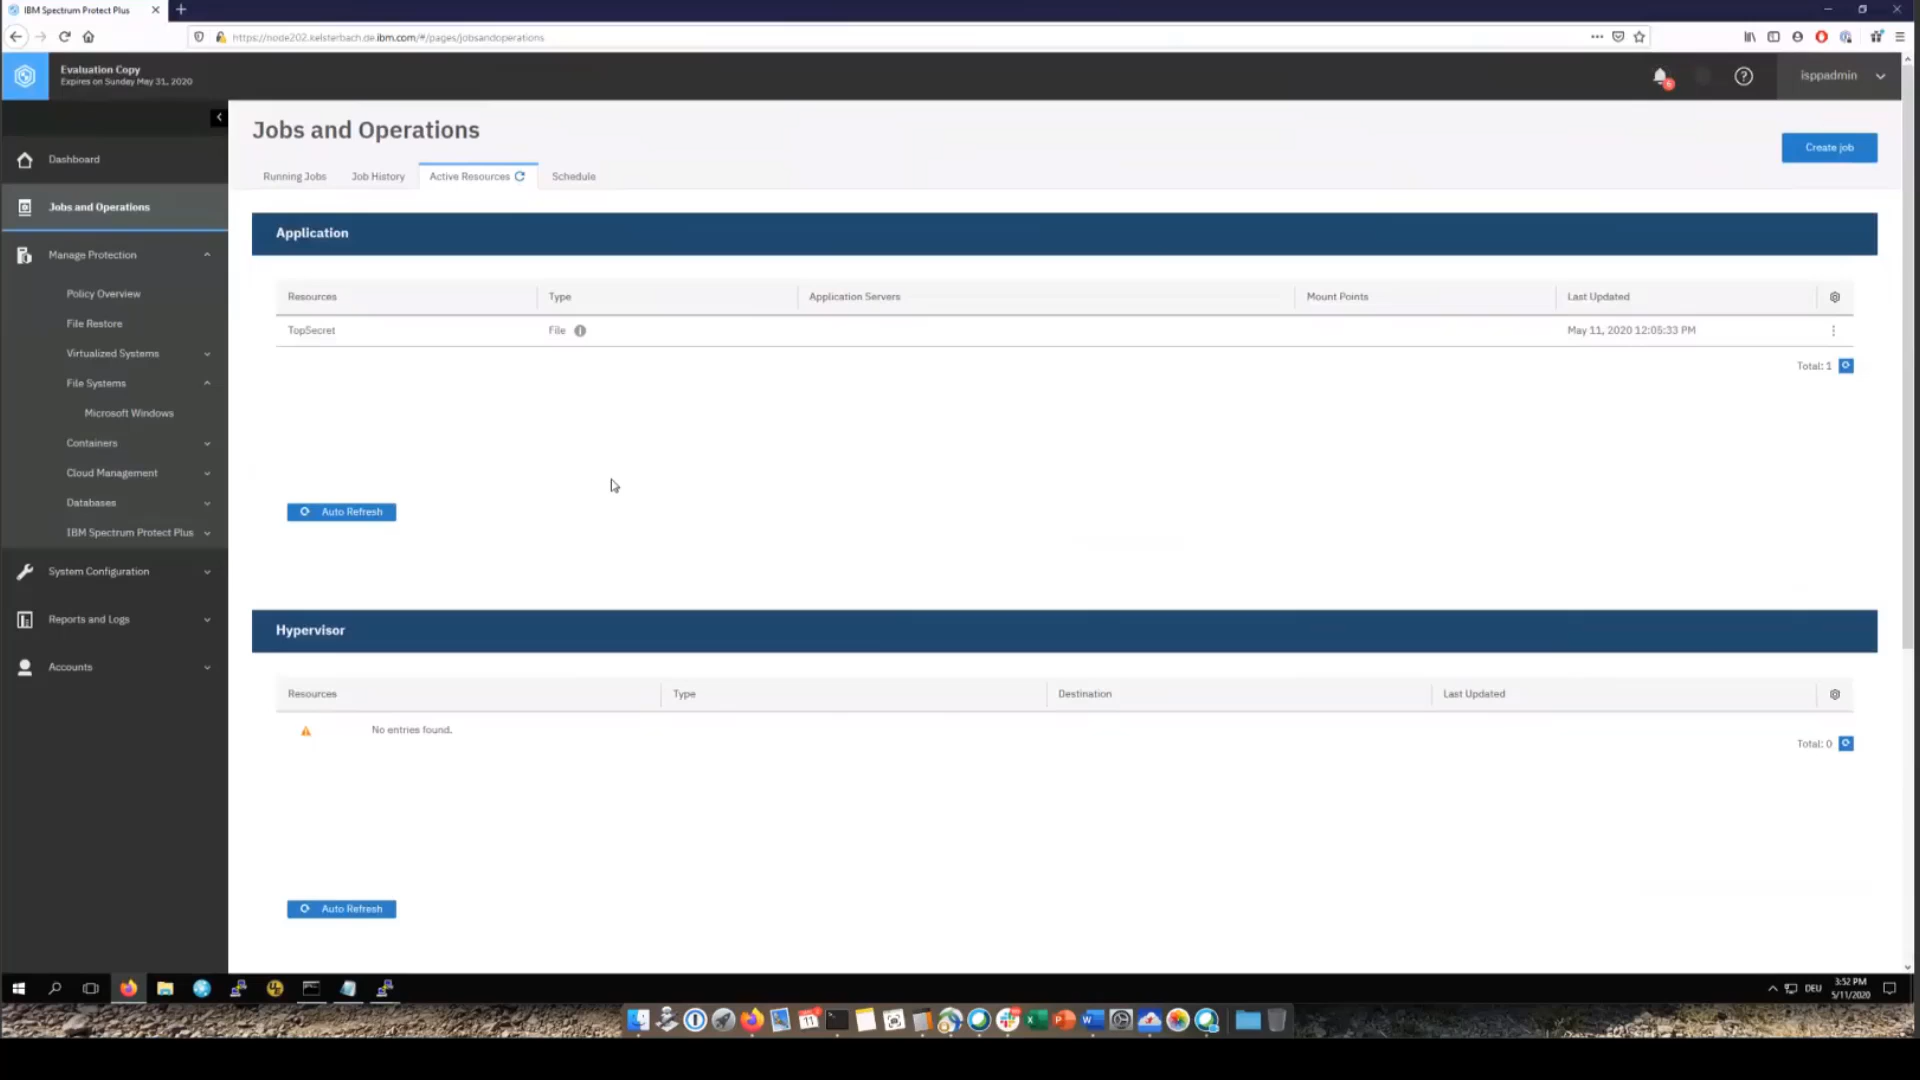 IBM Spectrum Protect Plus
https://node202.kelsterbach.de.ibm.com/#/pages/jobsandoperations
Evaluation Copy
Expires on Sunday May 31, 2020
6
isppadmin
Jobs and Operations
Create job
Running Jobs
Job History
Active Resources
Schedule
Dashboard
Jobs and Operations
Manage Protection
Policy Overview
File Restore
Virtualized Systems
File Systems
Microsoft Windows
Containers
Cloud Management
Databases
IBM Spectrum Protect Plus
System Configuration
Reports and Logs
Accounts
Application
Resources Type Application Servers Mount Points Last Updated
TopSecret File May 11, 2020 12:05:33 PM
Total: 1
Auto Refresh
Hypervisor
Resources Type Destination Last Updated
No entries found.
Total: 0
Auto Refresh
DEU
3:52 PM
5/11/2020